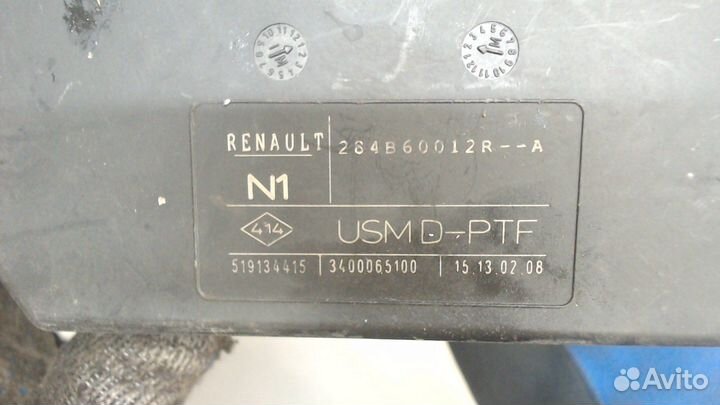 RENAULT 284B60012R--A
N1
414 USM D-PTF
519134415 3400065100 15.13.02.08
Avito